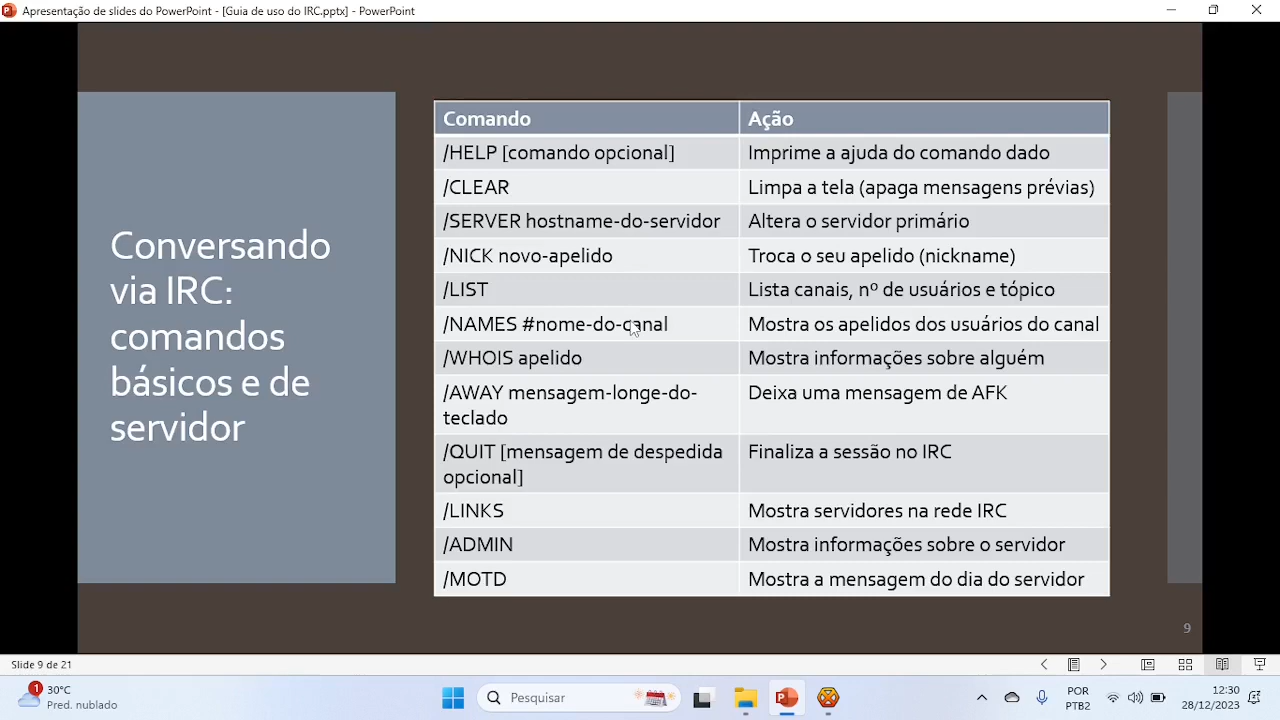 Apresentação de slides do PowerPoint - [Guia de uso do IRC.pptx] - PowerPoint
Conversando
via IRC:
comandos
básicos e de
servidor
Comando Ação
/HELP [comando opcional] Imprime a ajuda do comando dado
/CLEAR Limpa a tela (apaga mensagens prévias)
/SERVER hostname-do-servidor Altera o servidor primário
/NICK novo-apelido Troca o seu apelido (nickname)
/LIST Lista canais, nº de usuários e tópico
/NAMES #nome-do-canal Mostra os apelidos dos usuários do canal
/WHOIS apelido Mostra informações sobre alguém
/AWAY mensagem-longe-do- Deixa uma mensagem de AFK
teclado
/QUIT [mensagem de despedida Finaliza a sessão no IRC
opcional]
/LINKS Mostra servidores na rede IRC
/ADMIN Mostra informações sobre o servidor
/MOTD Mostra a mensagem do dia do servidor
9
Slide 9 de 21
1
30°C
Pred. nublado
Pesquisar
POR
PTB2
12:30
28/12/2023